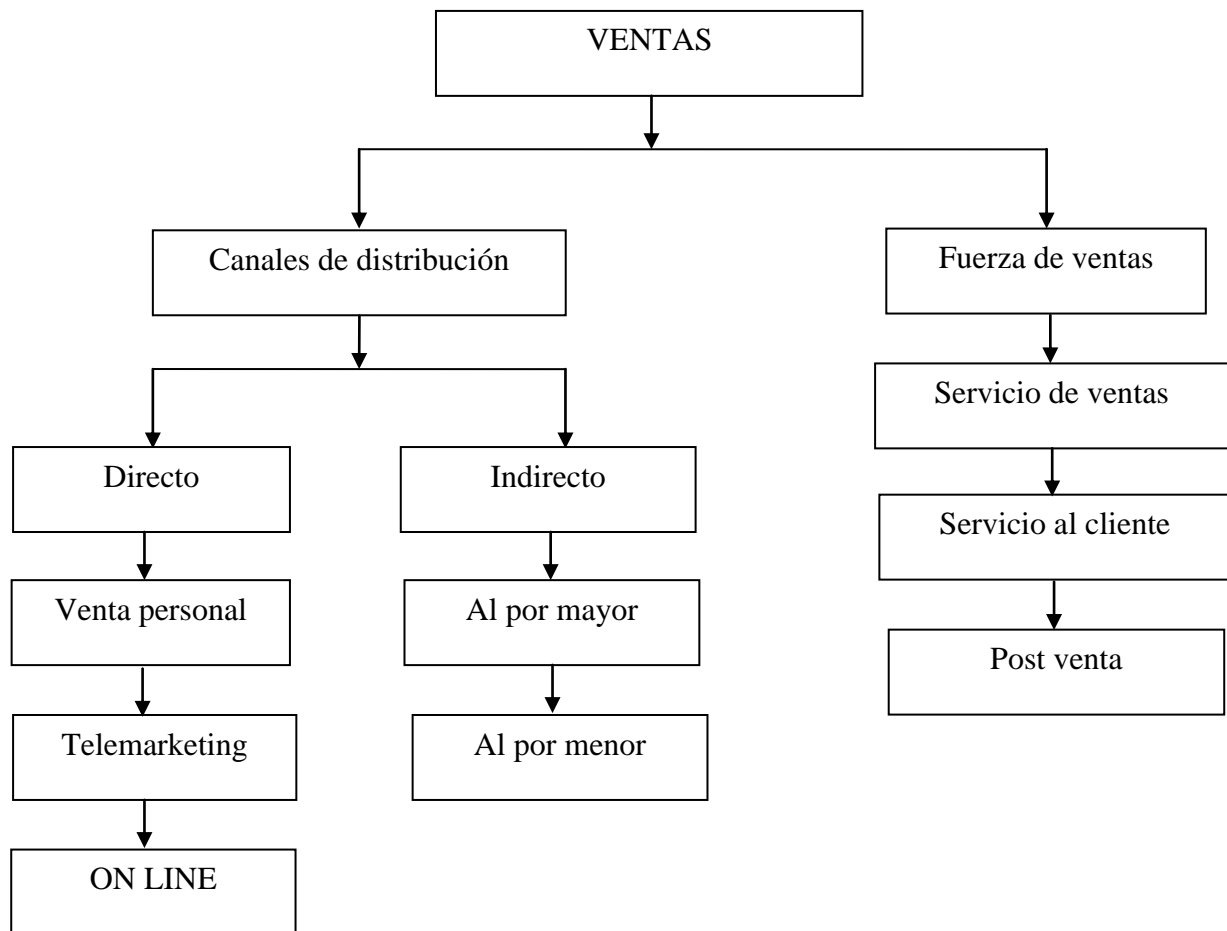 VENTAS
Canales de distribución
Fuerza de ventas
Servicio de ventas
Directo
Indirecto
Servicio al cliente
Venta personal
Al por mayor
Post venta
Telemarketing
Al por menor
ON LINE